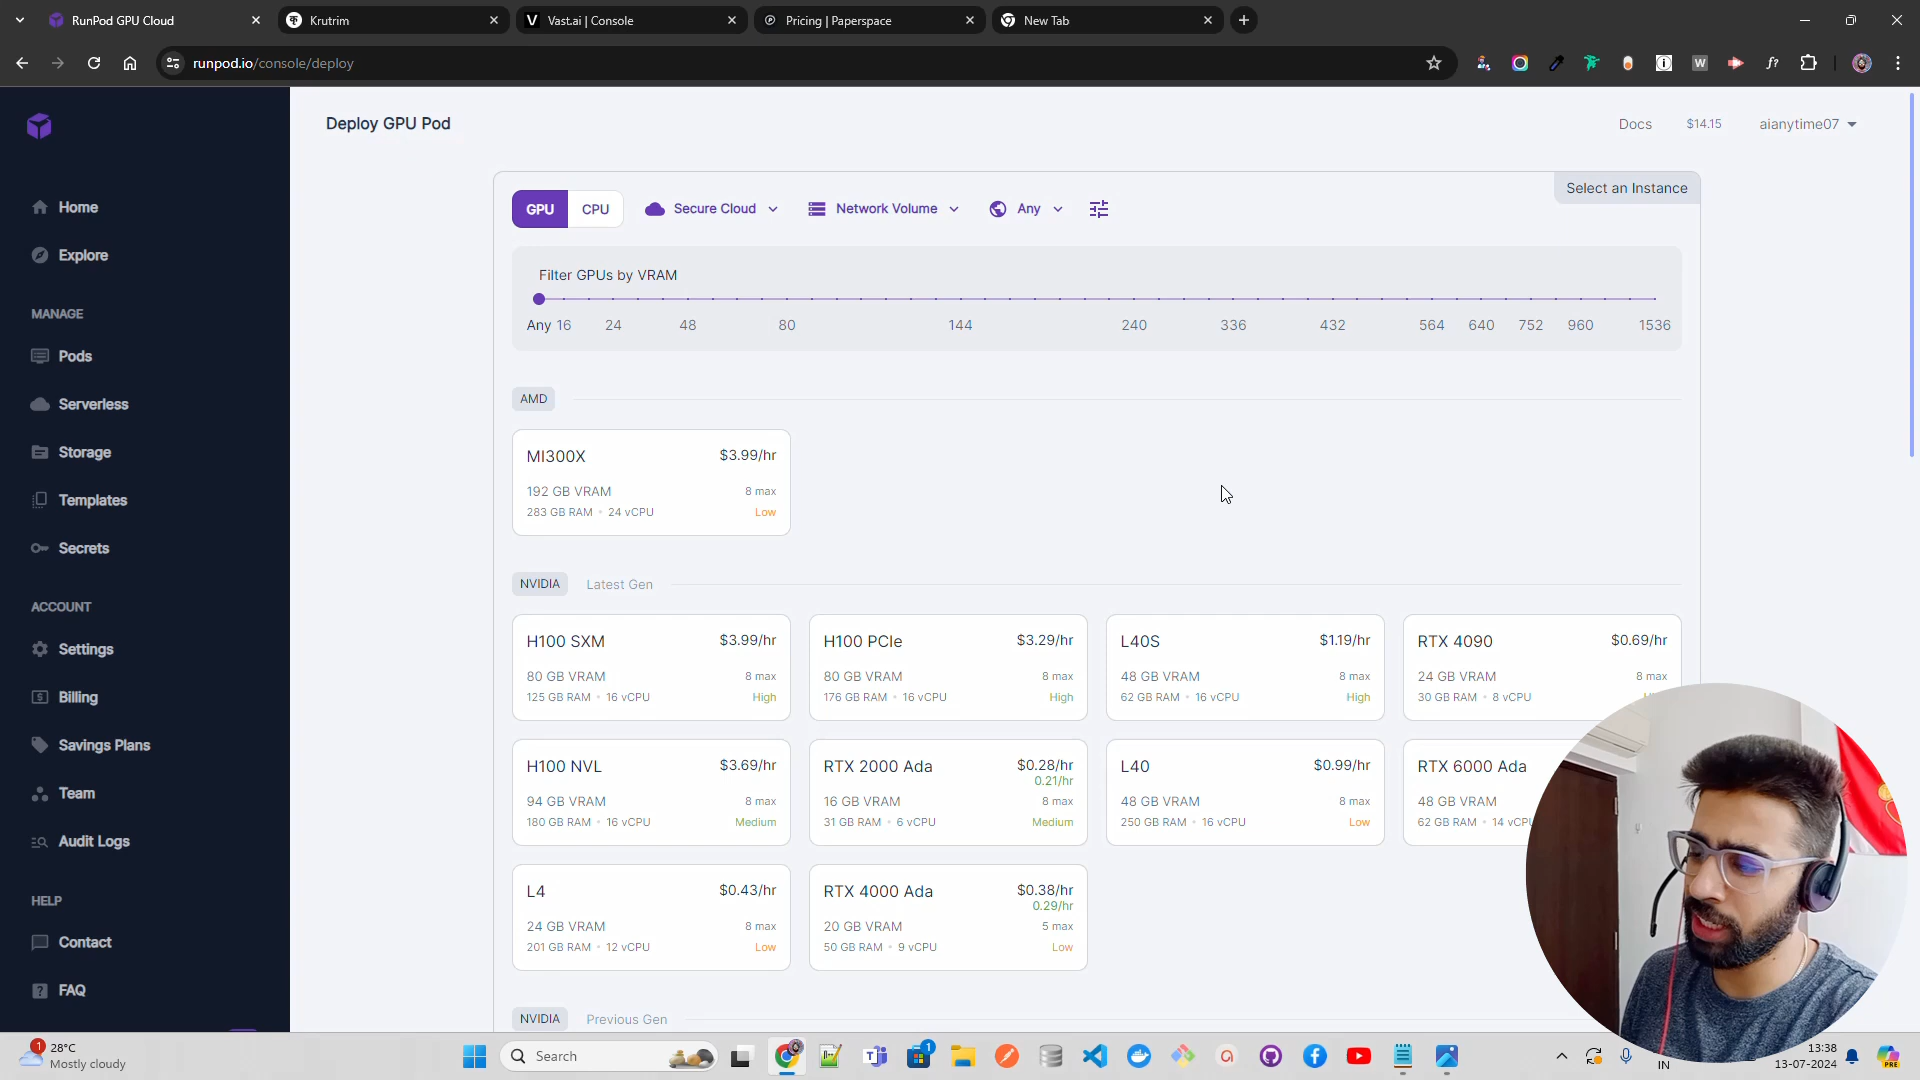 RunPod GPU Cloud
Krutrim
Vast.ai | Console
Pricing | Paperspace
New Tab
runpod.io/console/deploy
Deploy GPU Pod
Docs
$14.15
aianytime07
Home
Explore
MANAGE
Pods
Serverless
Storage
Templates
Secrets
ACCOUNT
Settings
Billing
Savings Plans
Team
Audit Logs
HELP
Contact
FAQ
Select an Instance
GPU CPU Secure Cloud Network Volume Any
Filter GPUs by VRAM
Any 16 24 48 80 144 240 336 432 564 640 752 960 1536
AMD
MI300X $3.99/hr
192 GB VRAM 8 max
283 GB RAM • 24 vCPU Low
NVIDIA Latest Gen
H100 SXM $3.99/hr
80 GB VRAM 8 max
125 GB RAM • 16 vCPU High
H100 PCIe $3.29/hr
80 GB VRAM 8 max
176 GB RAM • 16 vCPU High
L40S $1.19/hr
48 GB VRAM 8 max
62 GB RAM • 16 vCPU High
RTX 4090 $0.69/hr
24 GB VRAM 8 max
30 GB RAM • 8 vCPU
H100 NVL $3.69/hr
94 GB VRAM 8 max
180 GB RAM • 16 vCPU Medium
RTX 2000 Ada $0.28/hr
0.21/hr
16 GB VRAM 8 max
31 GB RAM • 6 vCPU Medium
L40 $0.99/hr
48 GB VRAM 8 max
250 GB RAM • 16 vCPU Low
RTX 6000 Ada
48 GB VRAM
62 GB RAM • 14 vCPU
L4 $0.43/hr
24 GB VRAM 8 max
201 GB RAM • 12 vCPU Low
RTX 4000 Ada $0.38/hr
0.29/hr
20 GB VRAM 5 max
50 GB RAM • 9 vCPU Low
NVIDIA Previous Gen
1
28°C
Mostly cloudy
Search
1
IN
13:38
13-07-2024
PRE